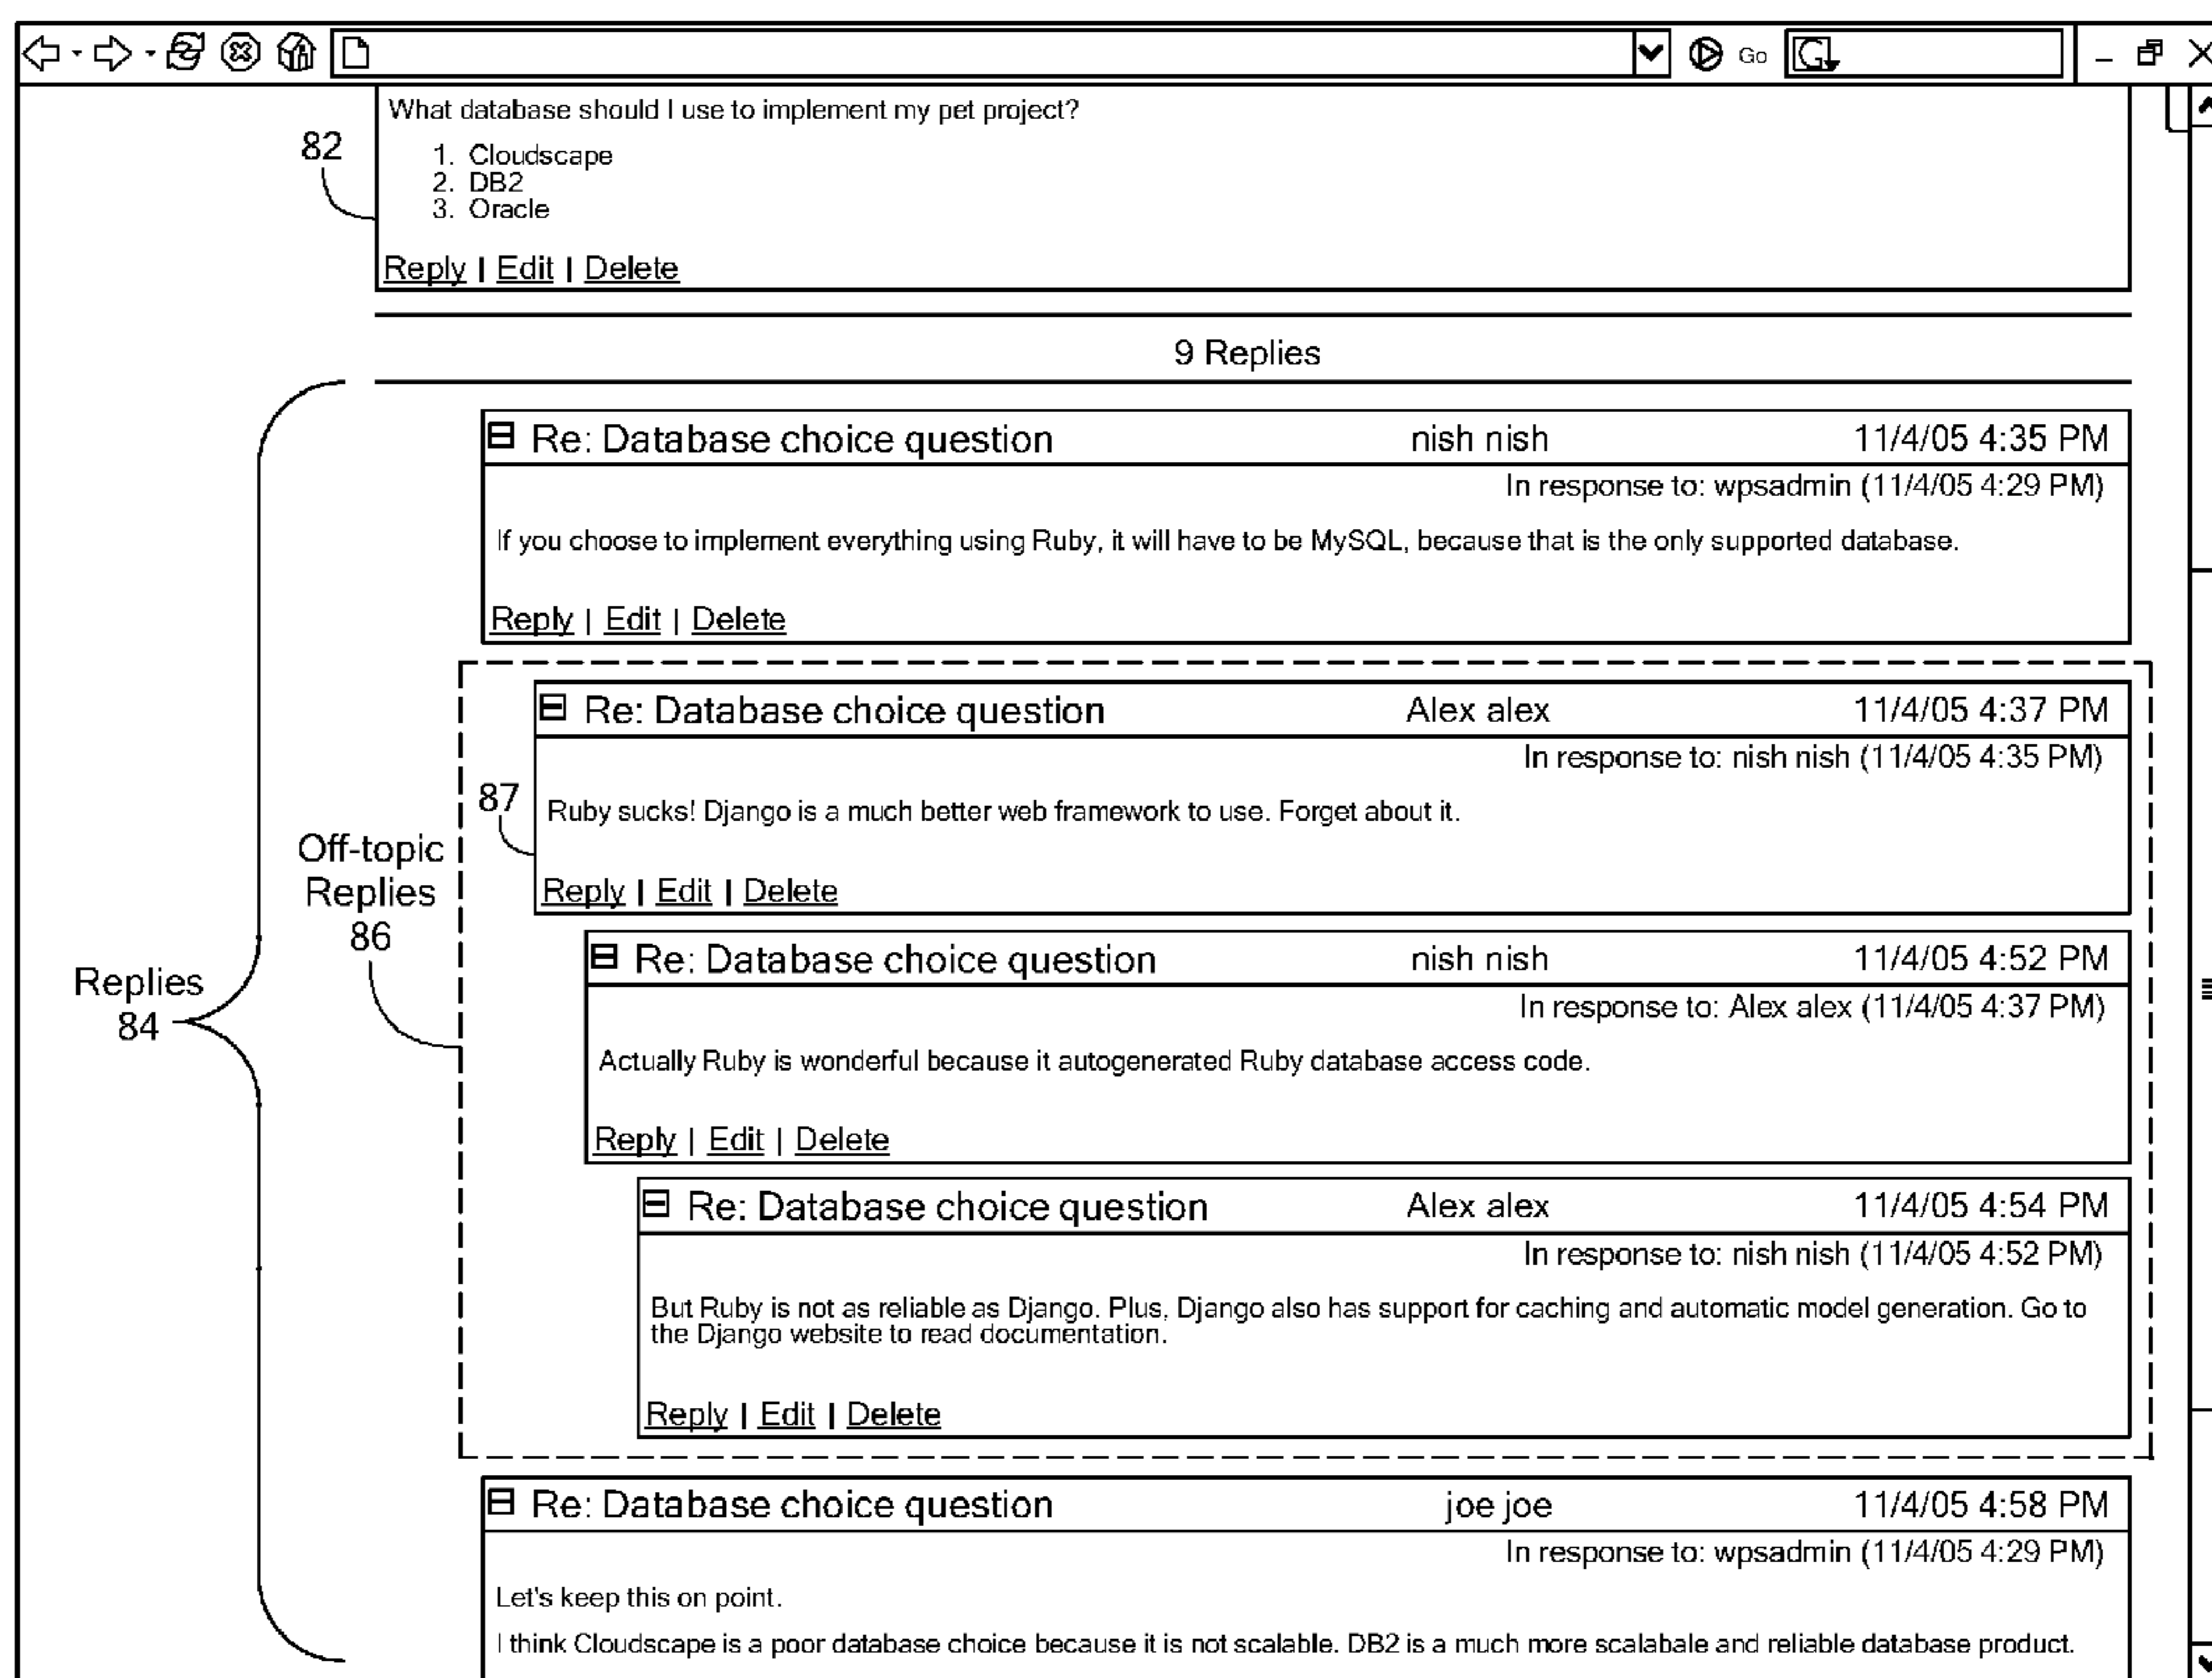 Go G
What database should I use to implement my pet project?
82
1. Cloudscape
2. DB2
3. Oracle
Reply | Edit | Delete
9 Replies
Re: Database choice question nish nish 11/4/05 4:35 PM
In response to: wpsadmin (11/4/05 4:29 PM)
If you choose to implement everything using Ruby, it will have to be MySQL, because that is the only supported database.
Reply | Edit | Delete
Re: Database choice question Alex alex 11/4/05 4:37 PM
In response to: nish nish (11/4/05 4:35 PM)
87
Ruby sucks! Django is a much better web framework to use. Forget about it.
Off-topic
Replies
86
Reply | Edit | Delete
Re: Database choice question nish nish 11/4/05 4:52 PM
Replies
84
In response to: Alex alex (11/4/05 4:37 PM)
Actually Ruby is wonderful because it autogenerated Ruby database access code.
Reply | Edit | Delete
Re: Database choice question Alex alex 11/4/05 4:54 PM
In response to: nish nish (11/4/05 4:52 PM)
But Ruby is not as reliable as Django. Plus, Django also has support for caching and automatic model generation. Go to
the Django website to read documentation.
Reply | Edit | Delete
Re: Database choice question joe joe 11/4/05 4:58 PM
In response to: wpsadmin (11/4/05 4:29 PM)
Let's keep this on point.
I think Cloudscape is a poor database choice because it is not scalable. DB2 is a much more scalabale and reliable database product.